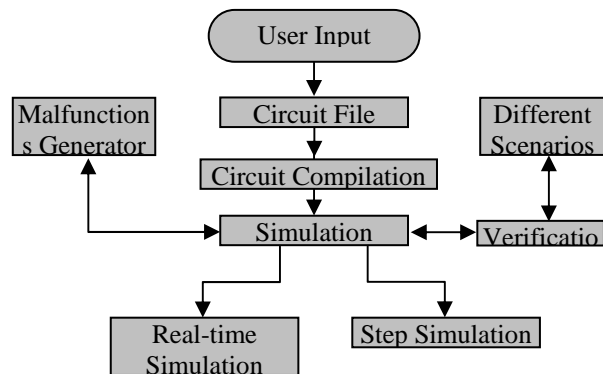 User Input
Malfunction
s Generator
Circuit File
Different
Scenarios
Circuit Compilation
Simulation
Verificatio
Real-time
Simulation
Step Simulation